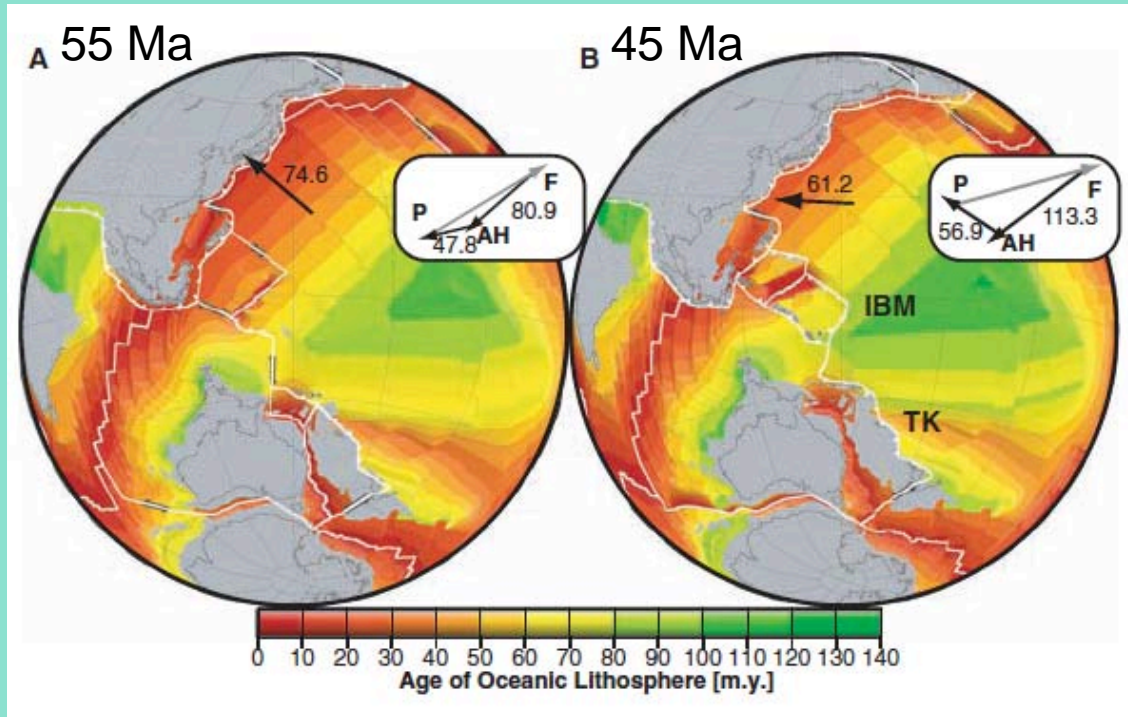 A 55 Ma
B 45 Ma
74.6
F
P
80.9
AH
47.8
61.2
P
F
113.3
56.9
AH
IBM
TK
0 10 20 30 40 50 60 70 80 90 100 110 120 130 140
Age of Oceanic Lithosphere [m.y.]